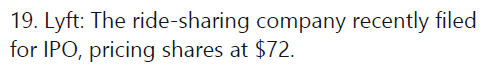 19. Lyft: The ride-sharing company recently filed
for IPO, pricing shares at $72.